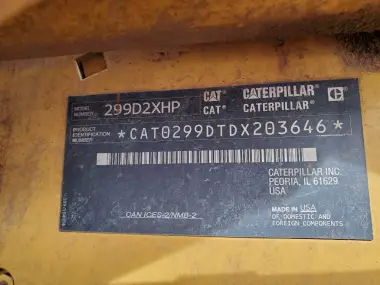 MODEL NUMBER 299D2XHP CAT CATERPILLAR C
CAT® CATERPILLAR®
PRODUCT IDENTIFICATION NUMBER *CAT0299DTDX203646*
CATERPILLAR INC.
PEORIA, IL 61629
USA
CAN ICES-2/NMB-2
MADE IN USA
OF DOMESTIC AND
FOREIGN COMPONENTS